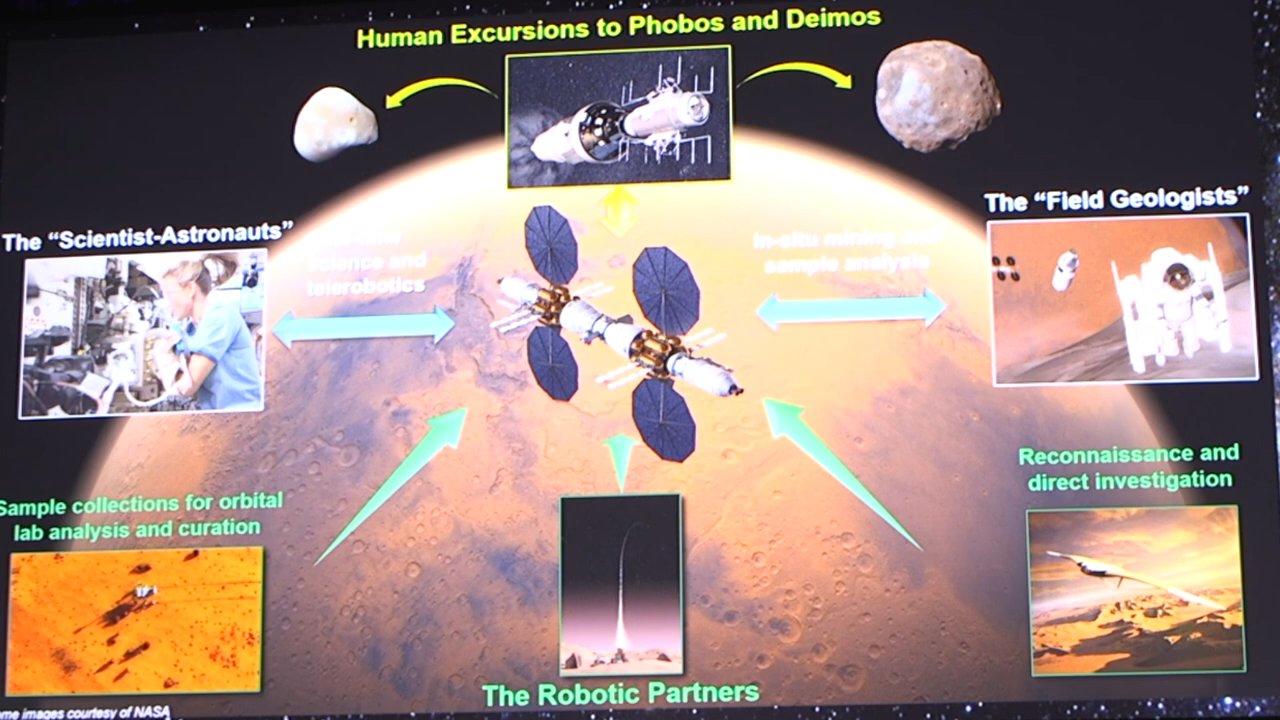 Human Excursions to Phobos and Deimos
The “Scientist-Astronauts”
science and
telerobotics
In-situ mining
sample analysis
The “Field Geologists”
Sample collections for orbital
lab analysis and curation
Reconnaissance and
direct investigation
The Robotic Partners
images courtesy of NASA